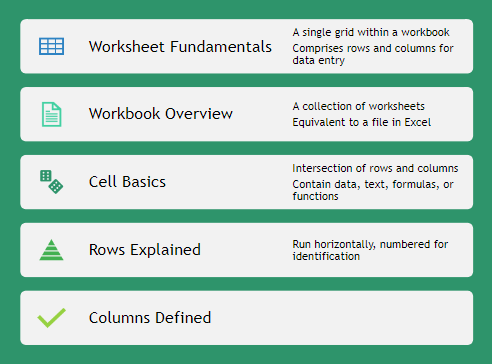 Worksheet Fundamentals
A single grid within a workbook
Comprises rows and columns for
data entry
Workbook Overview
A collection of worksheets
Equivalent to a file in Excel
Cell Basics
Intersection of rows and columns
Contain data, text, formulas, or
functions
Rows Explained
Run horizontally, numbered for
identification
Columns Defined